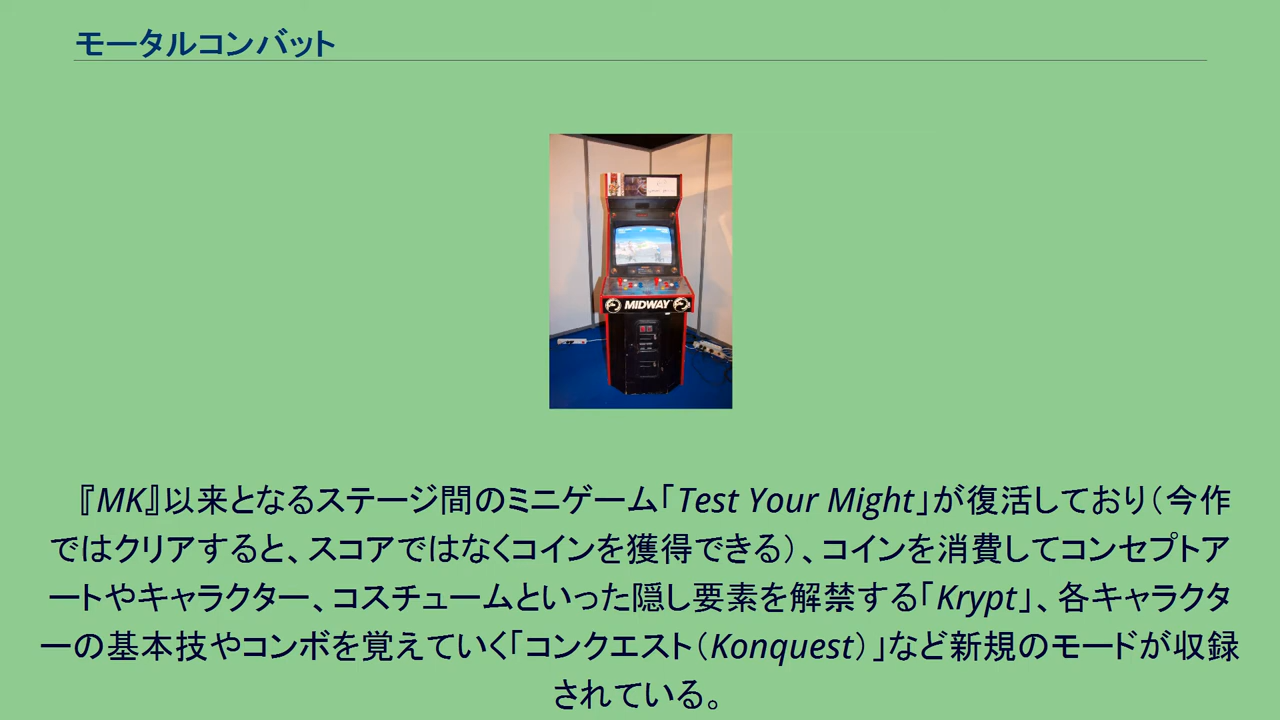 モータルコンバット
MIDWAY
『MK』以来となるステージ間のミニゲーム「Test Your Might」が復活しており（今作
ではクリアすると、スコアではなくコインを獲得できる）、コインを消費してコンセプトア
ートやキャラクター、コスチュームといった隠し要素を解禁する「Krypt」、各キャラクタ
ーの基本技やコンボを覚えていく「コンクエスト（Konquest）」など新規のモードが収録
されている。